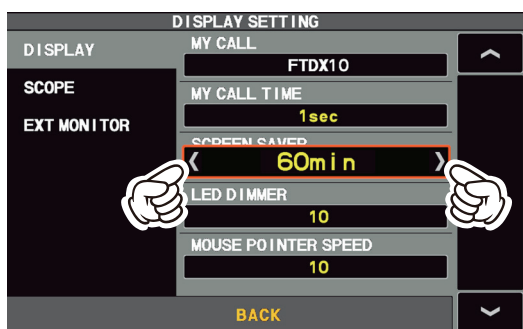 DISPLAY SETTING
DISPLAY
SCOPE
EXT MONITOR
MY CALL
FTDX10
MY CALL TIME
1sec
SCREEN SAVER
60min
LED DIMMER
10
MOUSE POINTER SPEED
10
BACK